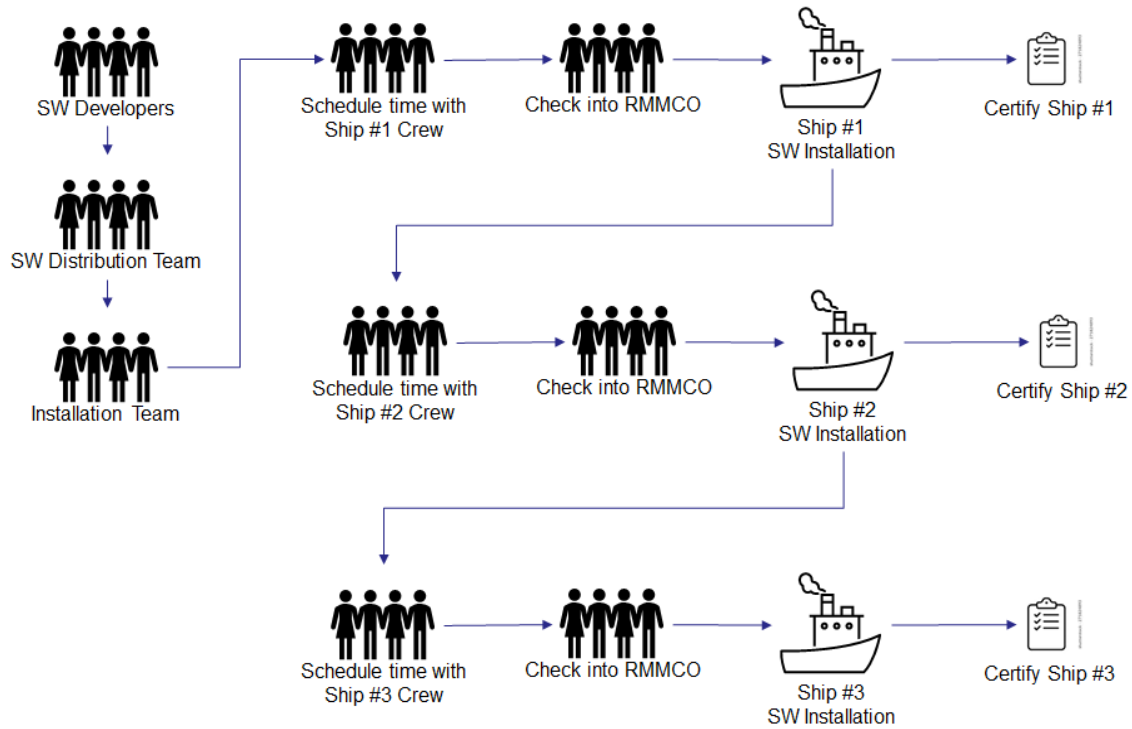 SW Developers
SW Distribution Team
Installation Team
Schedule time with
Ship #1 Crew
Check into RMMCO
Ship #1
SW Installation
Certify Ship #1
Schedule time with
Ship #2 Crew
Check into RMMCO
Ship #2
SW Installation
Certify Ship #2
Schedule time with
Ship #3 Crew
Check into RMMCO
Ship #3
SW Installation
Certify Ship #3